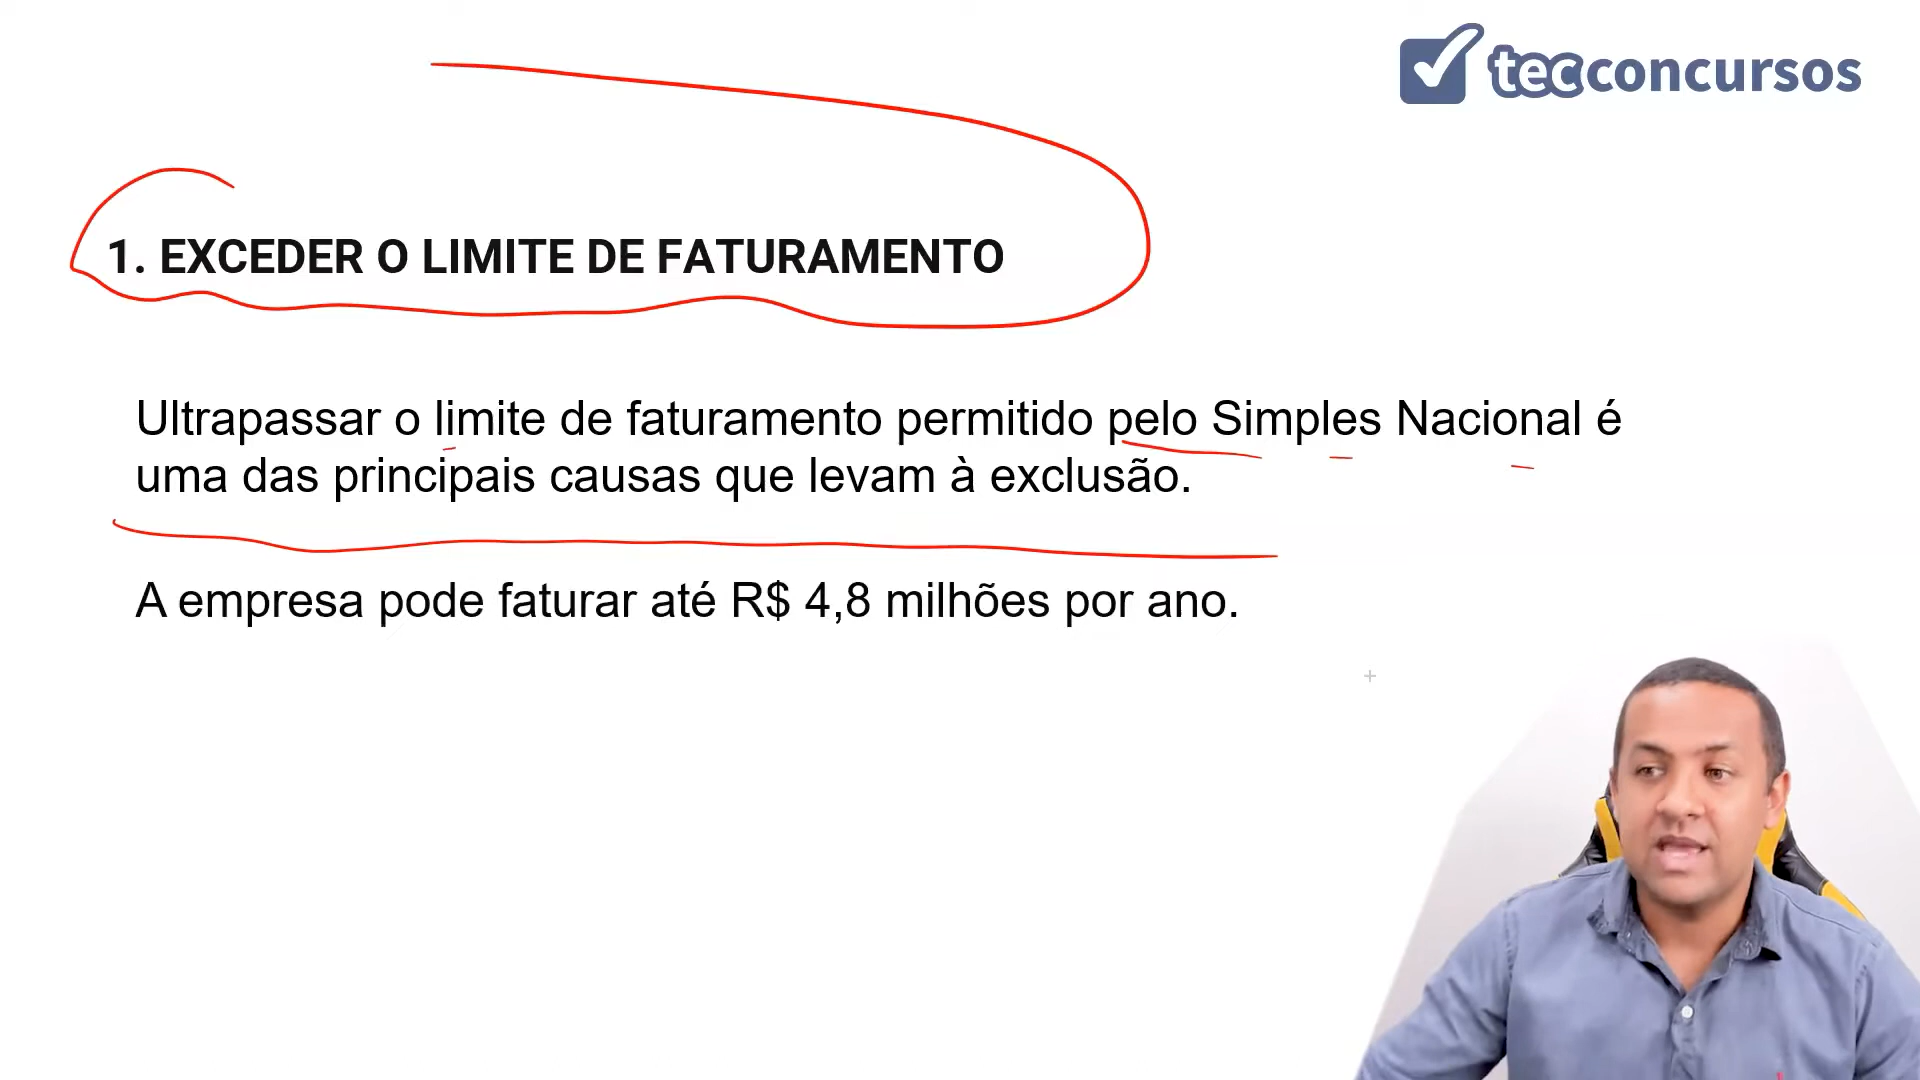 tecconcursos
1. EXCEDER O LIMITE DE FATURAMENTO
Ultrapassar o limite de faturamento permitido pelo Simples Nacional é
uma das principais causas que levam à exclusão.
A empresa pode faturar até R$ 4,8 milhões por ano.